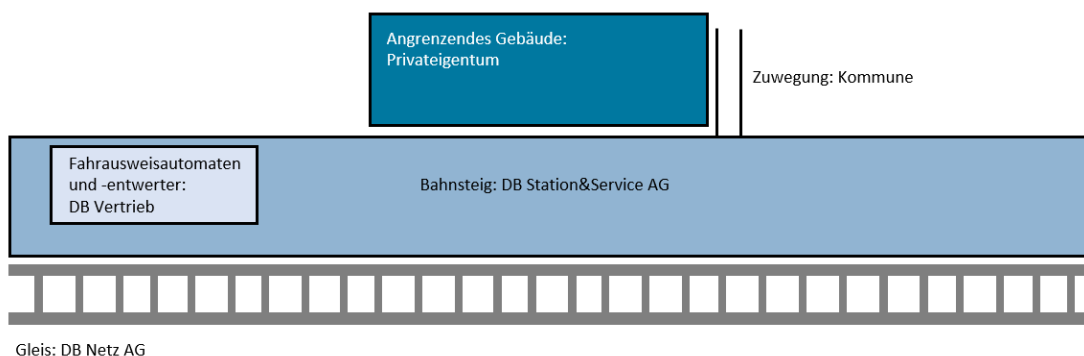 Angrenzendes Gebäude:
Privateigentum
Zuwegung: Kommune
Fahrausweisautomaten
und -entwerter:
DB Vertrieb
Bahnsteig: DB Station&Service AG
Gleis: DB Netz AG